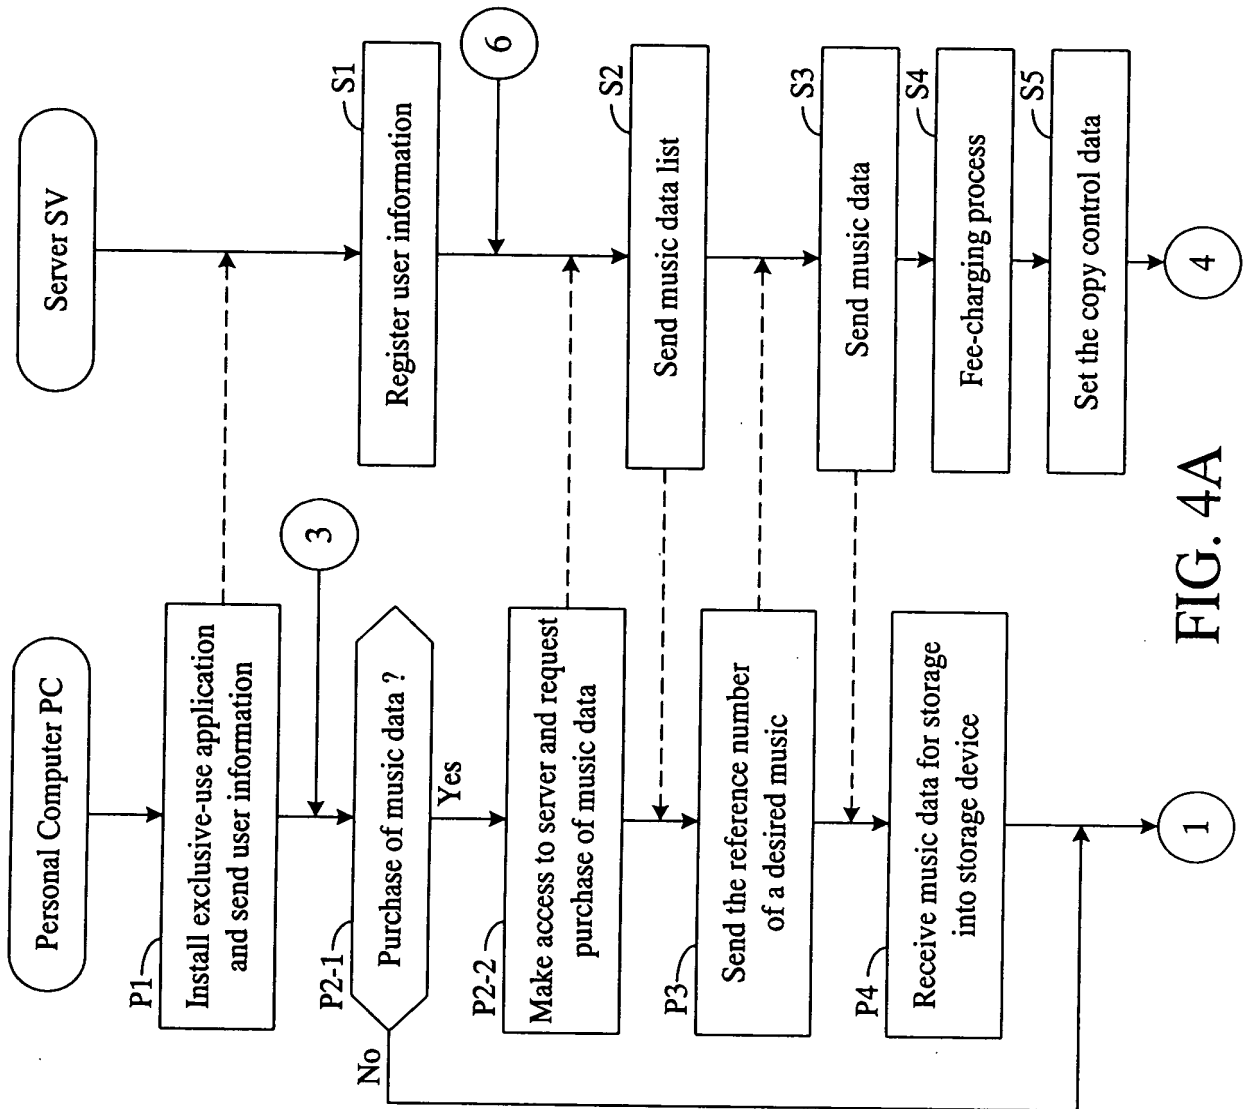 Personal Computer PC
P1
Install exclusive-use application
and send user information
3
P2-1
Purchase of music data ?
No
Yes
P2-2
Make access to server and request
purchase of music data
P3
Send the reference number
of a desired music
P4
Receive music data for storage
into storage device
1
Server SV
S1
Register user information
6
S2
Send music data list
S3
Send music data
S4
Fee-charging process
S5
Set the copy control data
4
FIG. 4A